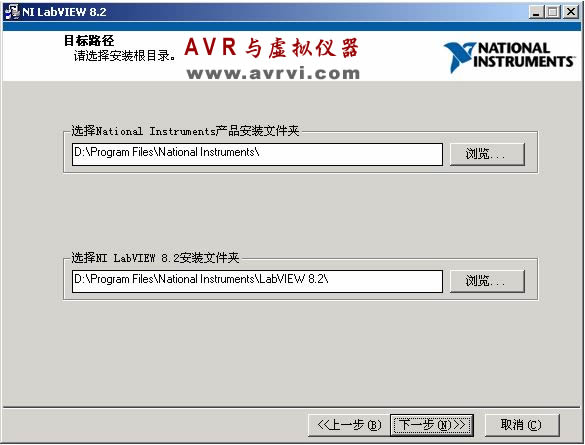 NI LabVIEW 8.2
目标路径
请选择安装根目录。
AVR与虚拟仪器
www.avrvi.com
NATIONAL
INSTRUMENTS
选择National Instruments产品安装文件夹
D:\Program Files\National Instruments\
浏览...
选择NI LabVIEW 8.2安装文件夹
D:\Program Files\National Instruments\LabVIEW 8.2\
浏览...
<<上一步(B) 下一步(N)>> 取消(C)